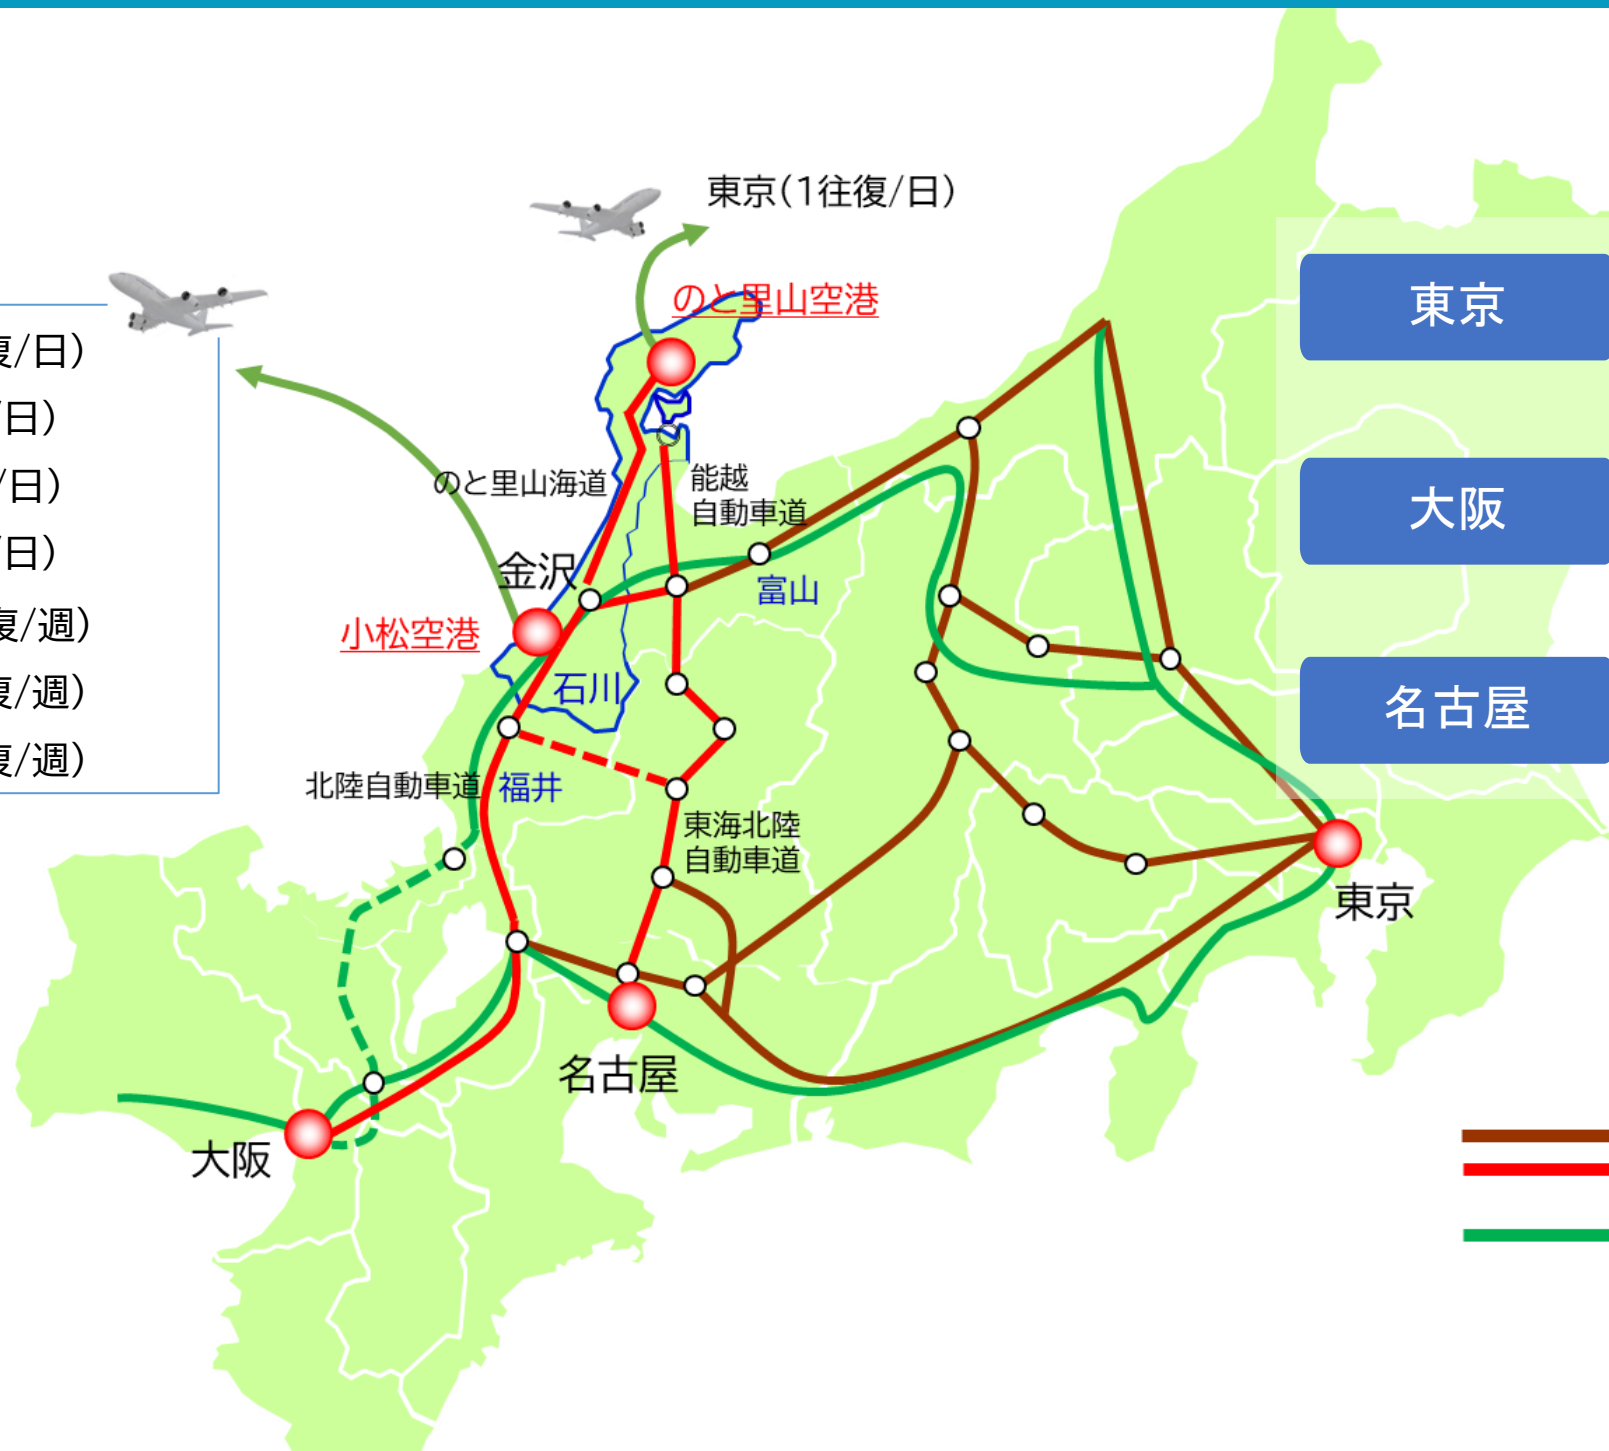 東京（1往復/日）
のと里山空港
復/日）
/日）
/日）
/日）
復/週）
復/週）
復/週）
のと里山海道
能越
自動車道
金沢
富山
小松空港
石川
北陸自動車道
福井
東海北陸
自動車道
東京
大阪
名古屋
東京
名古屋
大阪